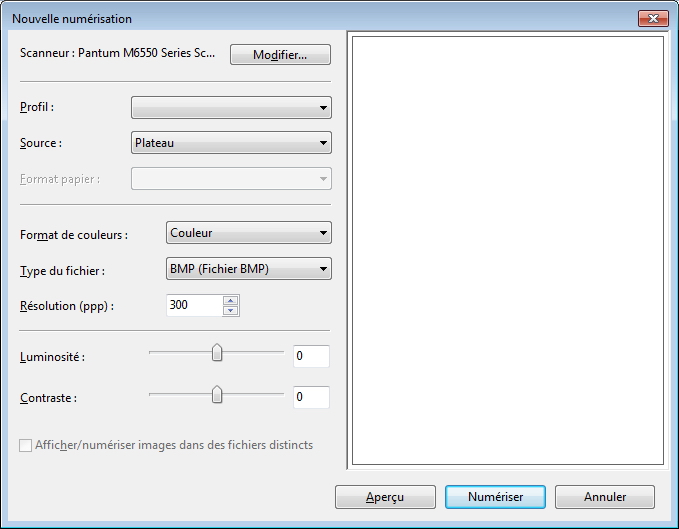 Nouvelle numérisation
Scanneur : Pantum M6550 Series Sc... Modifier...
Profil :
Source : Plateau
Format papier :
Format de couleurs : Couleur
Type du fichier : BMP (Fichier BMP)
Résolution (ppp) : 300
Luminosité : 0
Contraste : 0
Afficher/numériser images dans des fichiers distincts
Aperçu Numériser Annuler